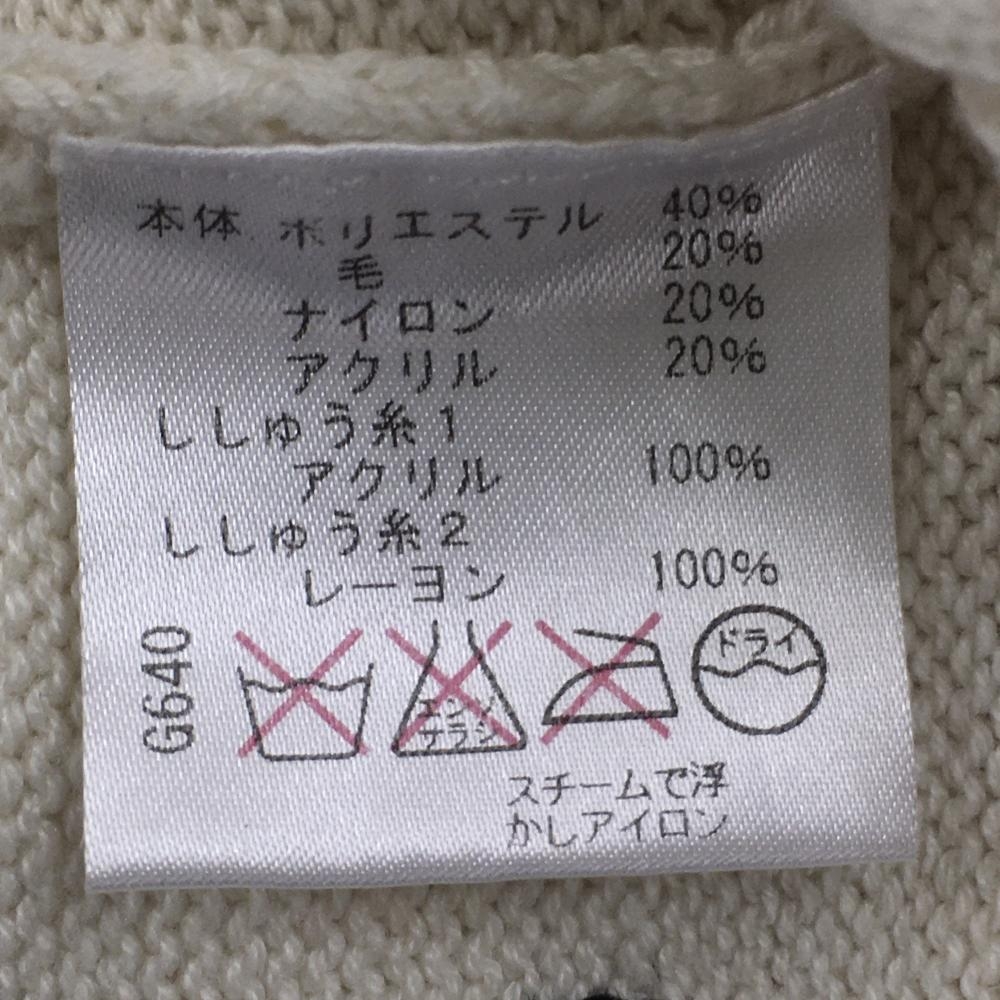 本体 ポリエステル 40%
毛 20%
ナイロン 20%
アクリル 20%
ししゅう糸1
アクリル 100%
ししゅう糸2
レーヨン 100%
G640
エンソ
サラシ
ドライ
スチームで浮
かしアイロン